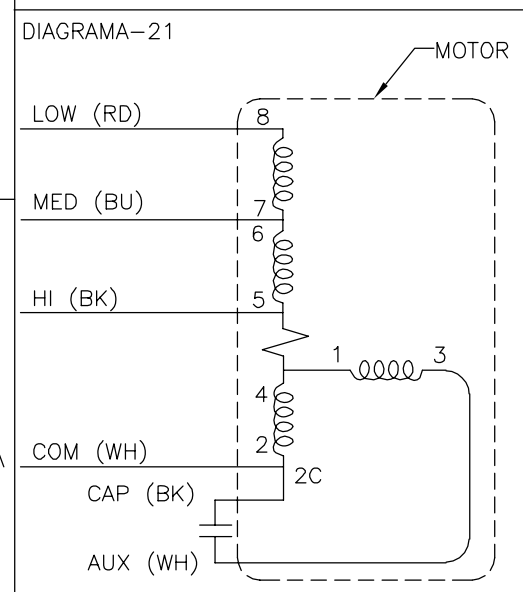 DIAGRAMA-21
MOTOR
LOW (RD)
8
MED (BU)
7
6
HI (BK)
5
1
3
4
2
COM (WH)
2C
CAP (BK)
AUX (WH)